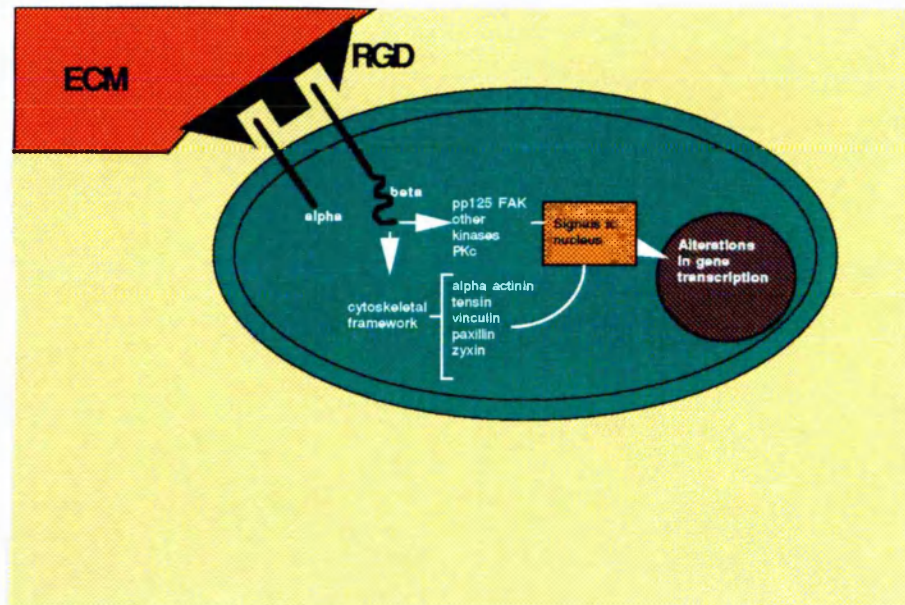 ECM
RGD
alpha
beta
pp125 FAK
other
kinases
PKc
Signals
nucleus
Alterations
in gene
transcription
cytoskeletal
framework
alpha actinin
tensin
vinculin
paxillin
zyxin